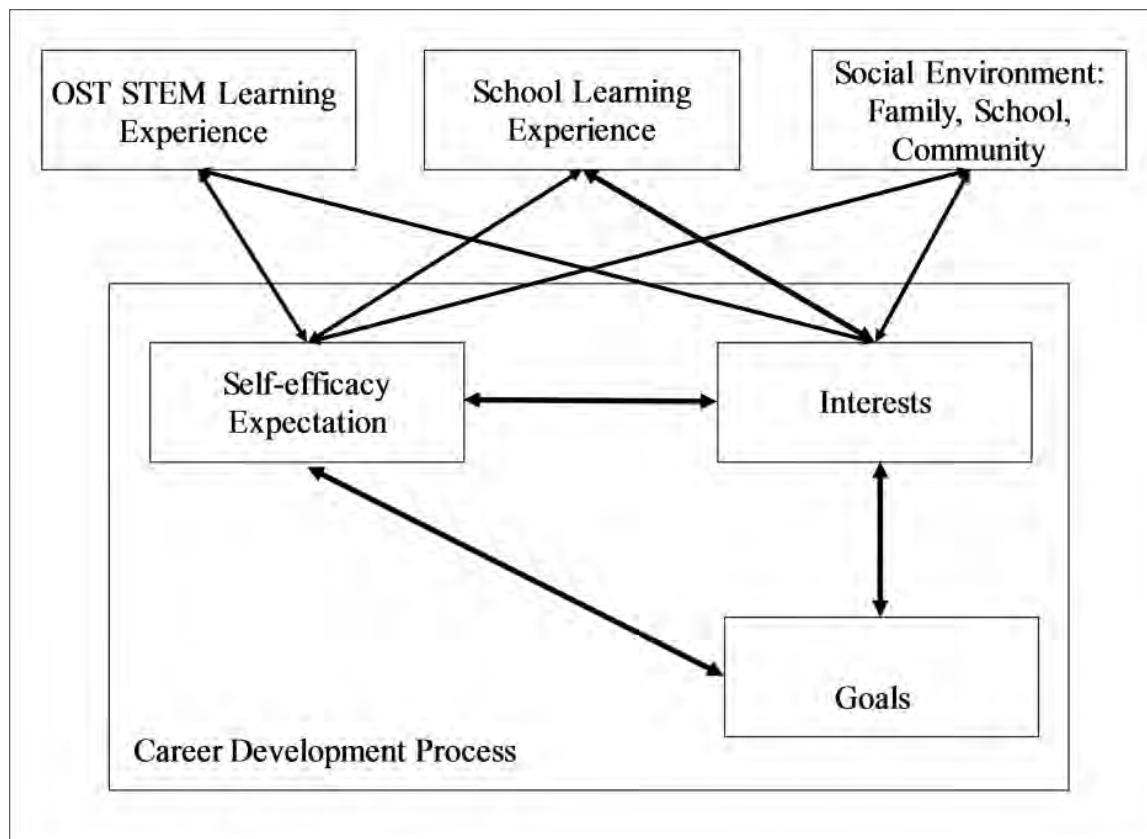 OST STEM Learning
Experience
School Learning
Experience
Social Environment:
Family, School,
Community
Self-efficacy
Expectation
Interests
Goals
Career Development Process